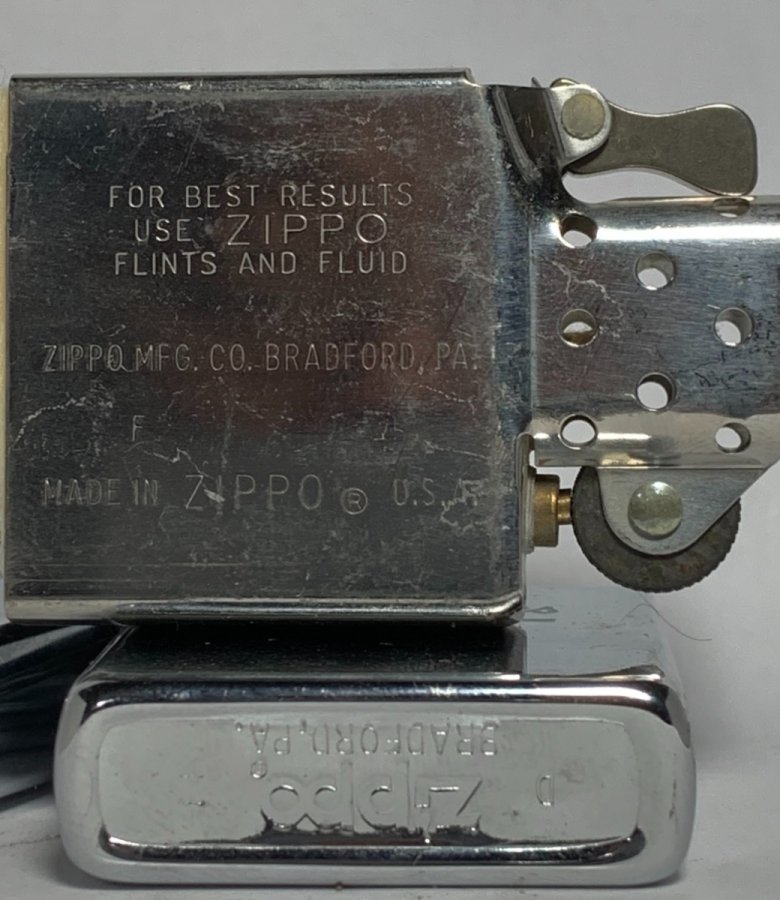 FOR BEST RESULTS
USE ZIPPO
FLINTS AND FLUID
ZIPPO MFG. CO. BRADFORD, PA.
F
MADE IN ZIPPO ® U.S.A.
D Zippo ®
BRADFORD, PA.